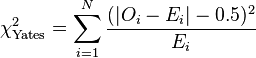 χ²_Yates = ∑_{i=1}^{N} (|O_i − E_i| − 0.5)² / E_i